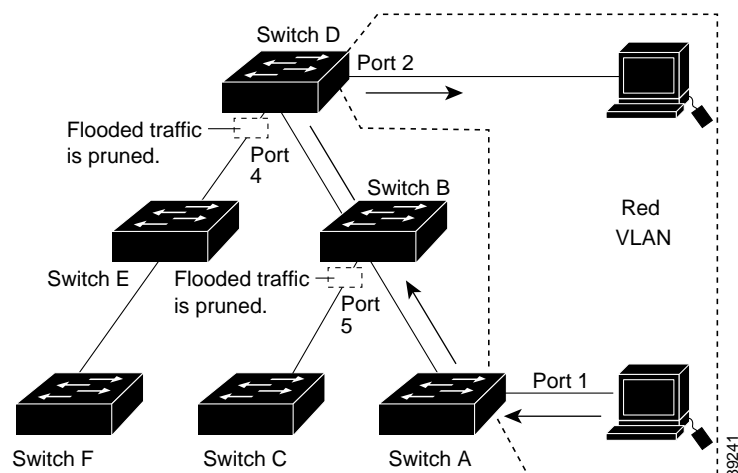 Switch D
Port 2
Flooded traffic
is pruned.
Port
4
Switch B
Red
VLAN
Switch E
Flooded traffic
is pruned.
Port
5
Port 1
Switch F
Switch C
Switch A